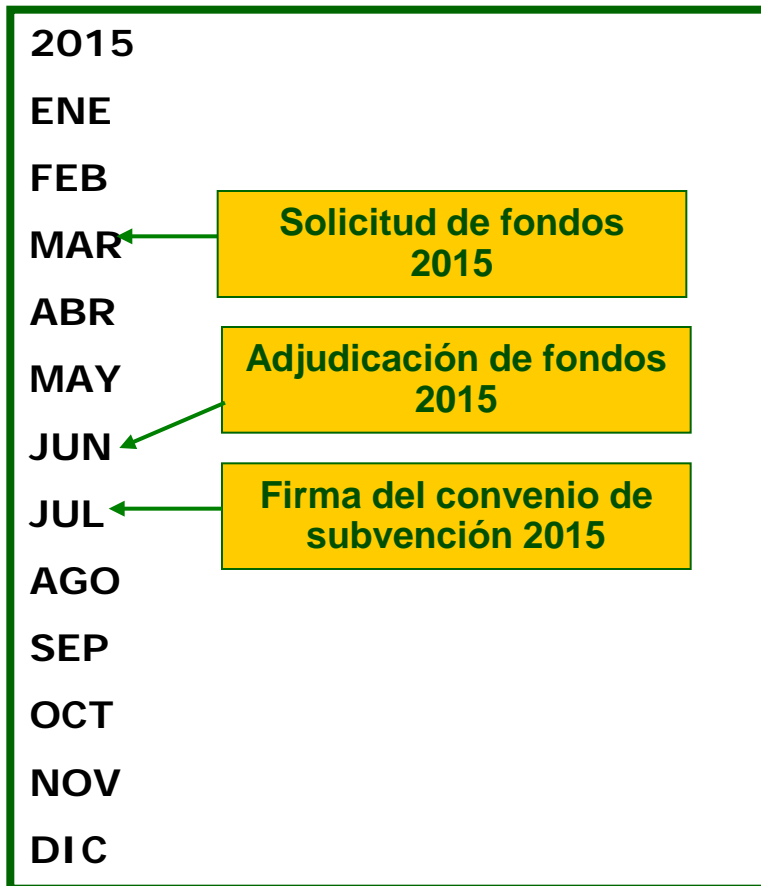 2015
ENE
FEB
MAR
Solicitud de fondos
2015
ABR
MAY
Adjudicación de fondos
2015
JUN
JUL
Firma del convenio de
subvención 2015
AGO
SEP
OCT
NOV
DIC